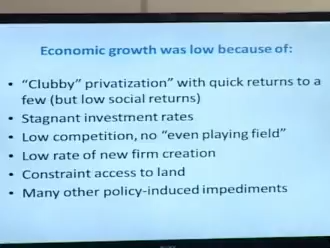 Economic growth was low because of:
• “Clubby” privatization” with quick returns to a
few (but low social returns)
• Stagnant investment rates
• Low competition, no “even playing field”
• Low rate of new firm creation
• Constraint access to land
• Many other policy-induced impediments